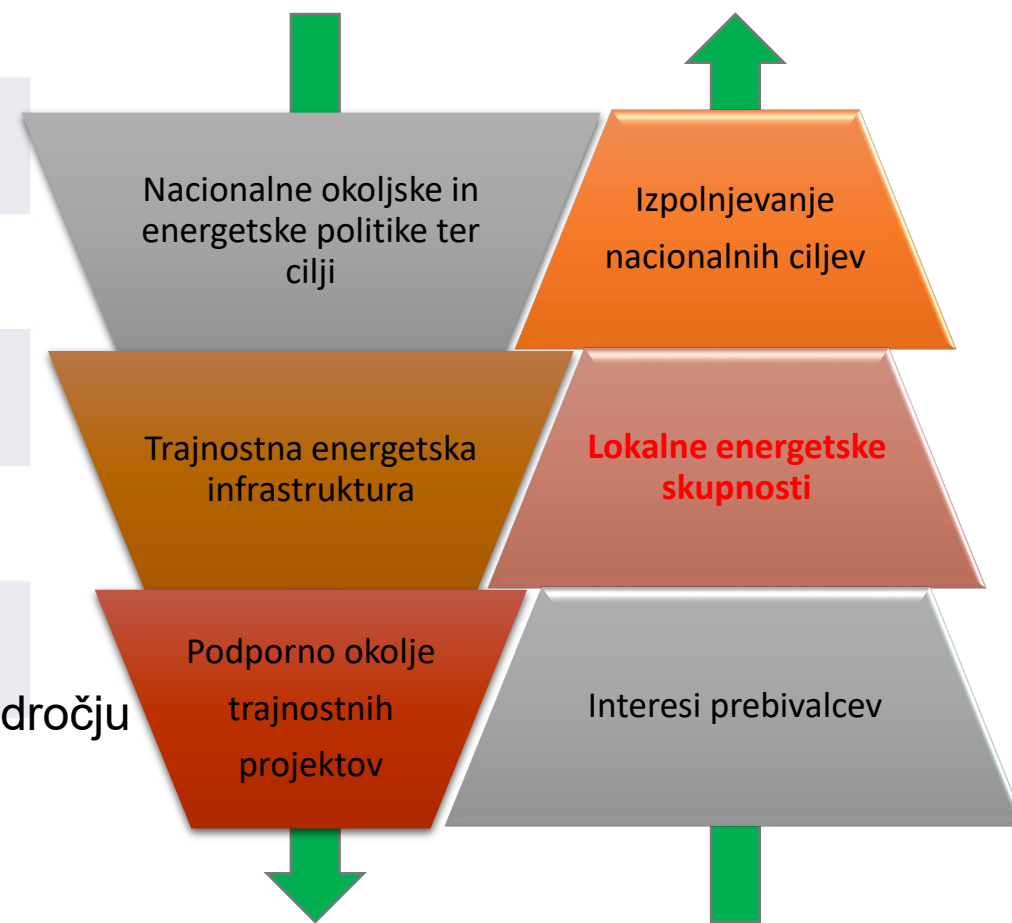 Nacionalne okoljske in
energetske politike ter
cilji
Izpolnjevanje
nacionalnih ciljev
Trajnostna energetska
infrastruktura
Lokalne energetske
skupnosti
Podporno okolje
trajnostnih
projektov
Interesi prebivalcev
dročju